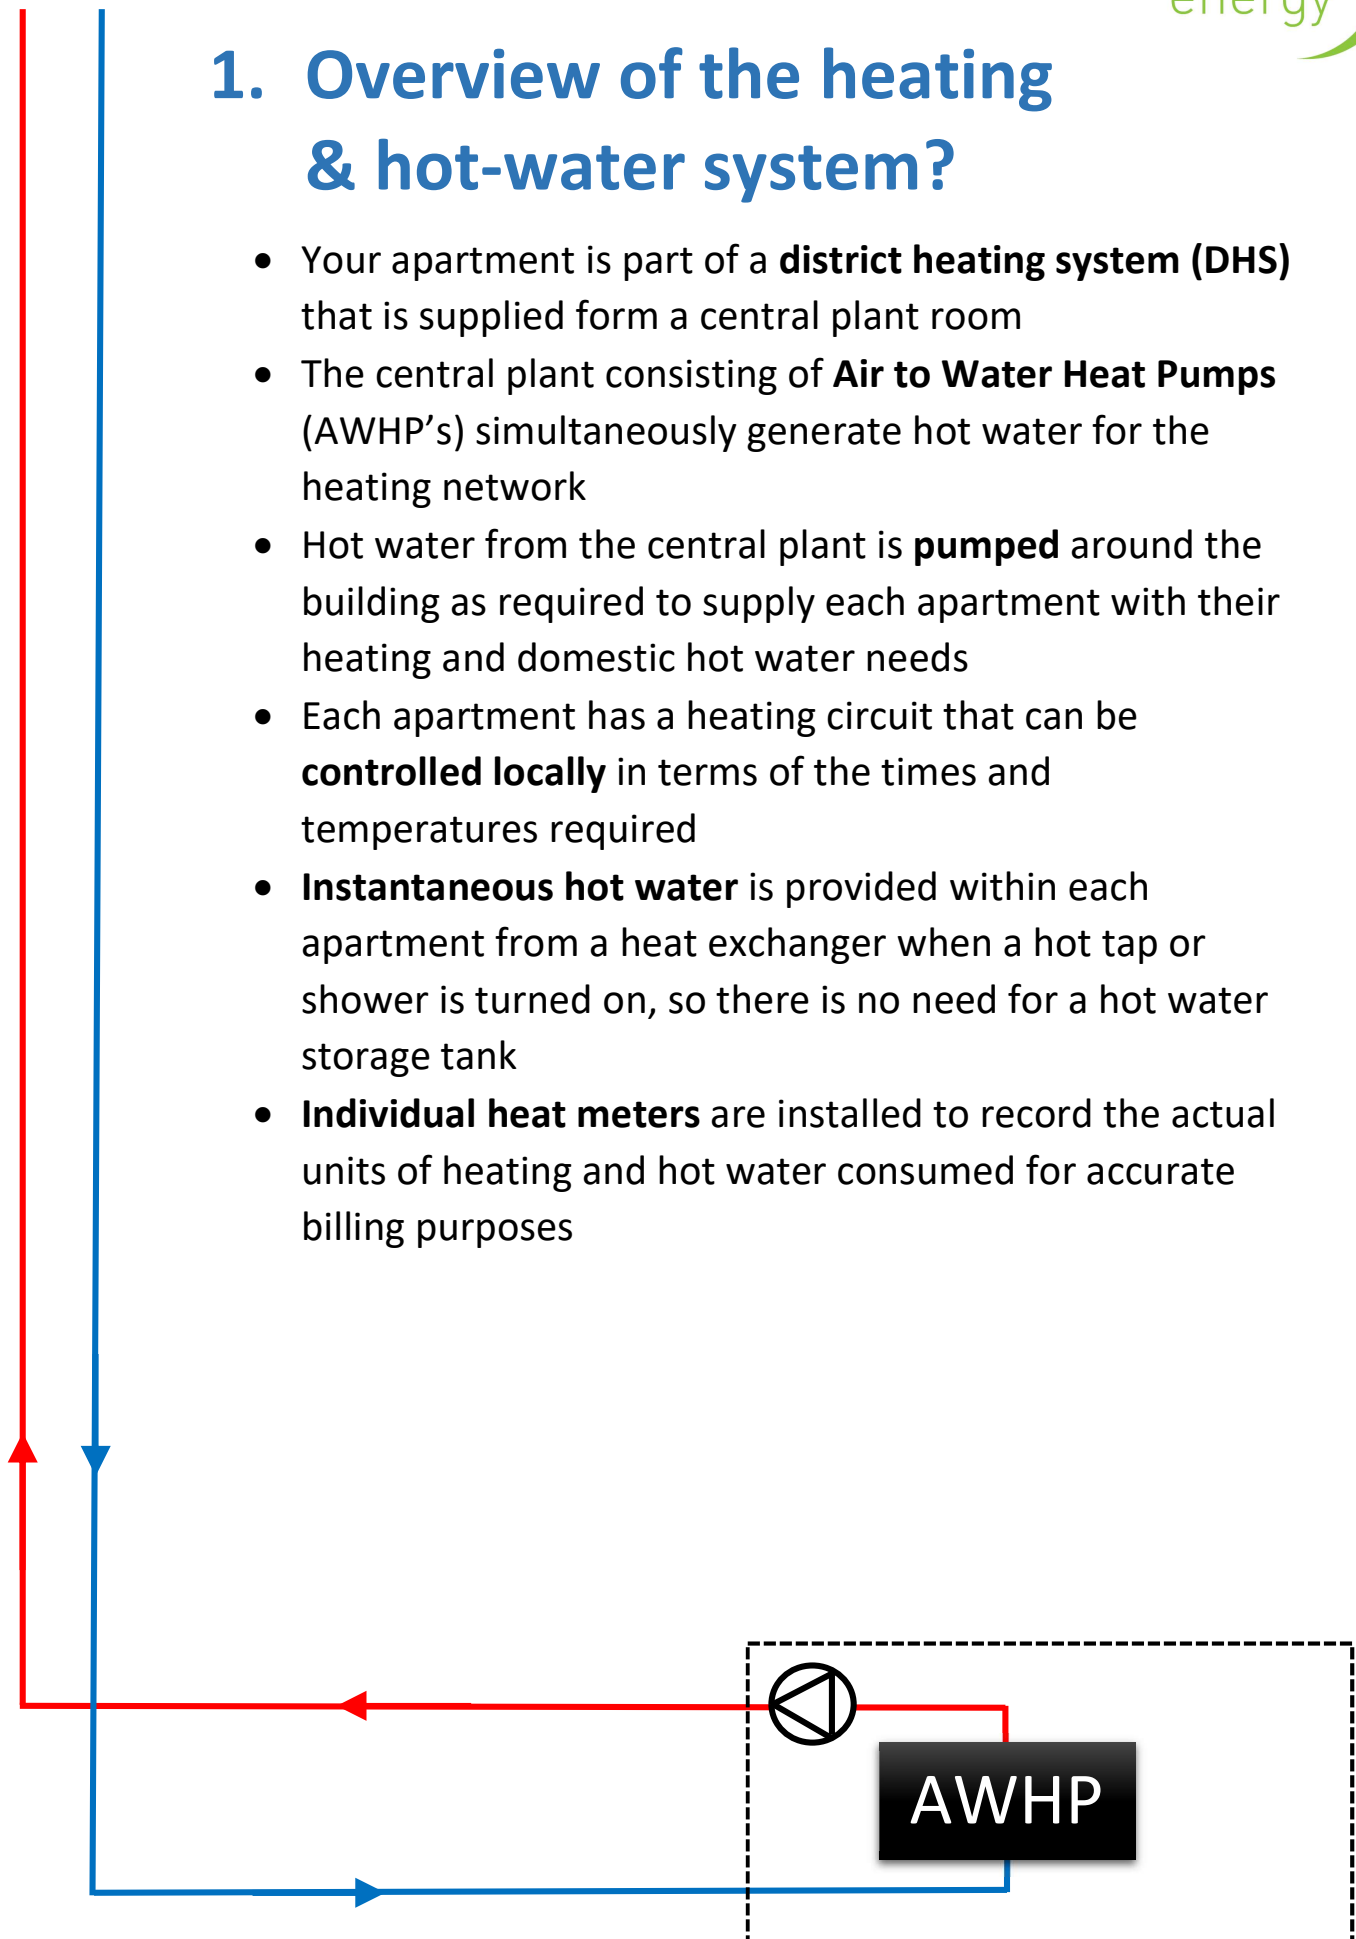 energy
1. Overview of the heating
& hot-water system?
• Your apartment is part of a district heating system (DHS)
that is supplied form a central plant room
• The central plant consisting of Air to Water Heat Pumps
(AWHP’s) simultaneously generate hot water for the
heating network
• Hot water from the central plant is pumped around the
building as required to supply each apartment with their
heating and domestic hot water needs
• Each apartment has a heating circuit that can be
controlled locally in terms of the times and
temperatures required
• Instantaneous hot water is provided within each
apartment from a heat exchanger when a hot tap or
shower is turned on, so there is no need for a hot water
storage tank
• Individual heat meters are installed to record the actual
units of heating and hot water consumed for accurate
billing purposes
AWHP